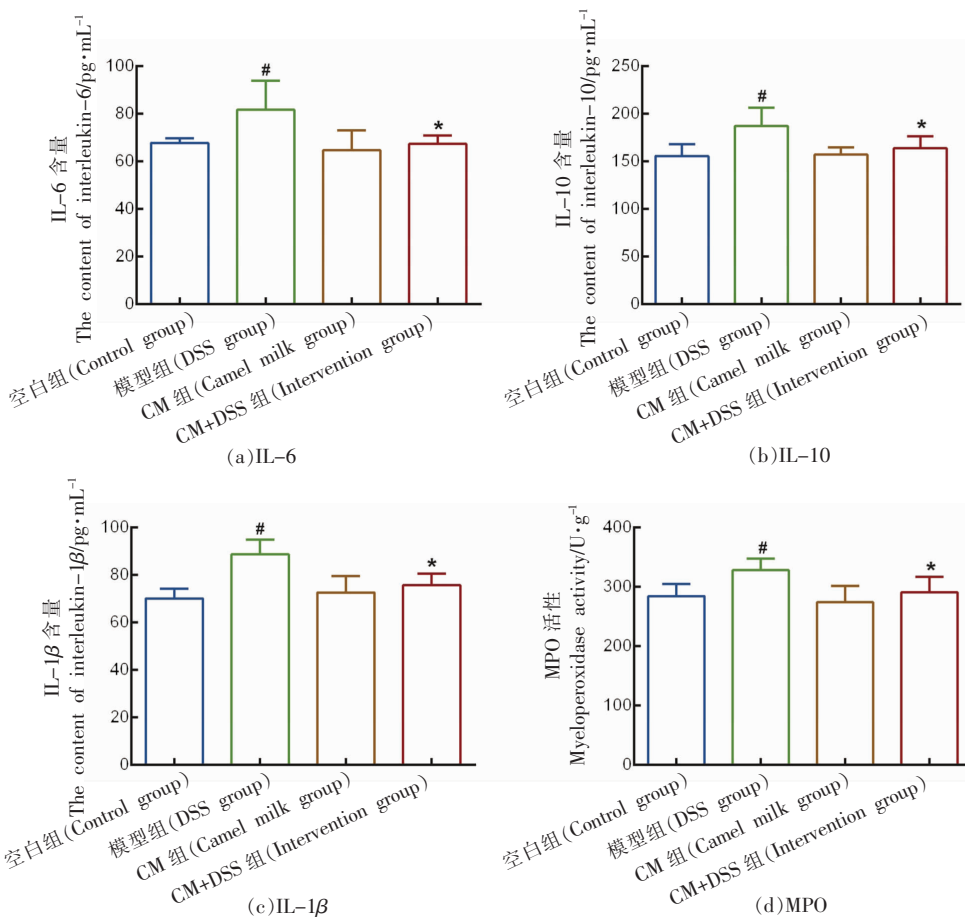 IL-6 含量
The content of interleukin-6/pg·mL⁻¹
100
80
60
40
20
0
#
*
空白组(Control group)
模型组(DSS group)
CM 组(Camel milk group)
CM+DSS 组(Intervention group)
(a)IL-6
IL-10 含量
The content of interleukin-10/pg·mL⁻¹
250
200
150
100
50
0
#
*
空白组(Control group)
模型组(DSS group)
CM 组(Camel milk group)
CM+DSS 组(Intervention group)
(b)IL-10
IL-1β 含量
The content of interleukin-1β/pg·mL⁻¹
100
80
60
40
20
0
#
*
空白组(Control group)
模型组(DSS group)
CM 组(Camel milk group)
CM+DSS 组(Intervention group)
(c)IL-1β
MPO 活性
Myeloperoxidase activity/U·g⁻¹
400
300
200
100
0
#
*
空白组(Control group)
模型组(DSS group)
CM 组(Camel milk group)
CM+DSS 组(Intervention group)
(d)MPO